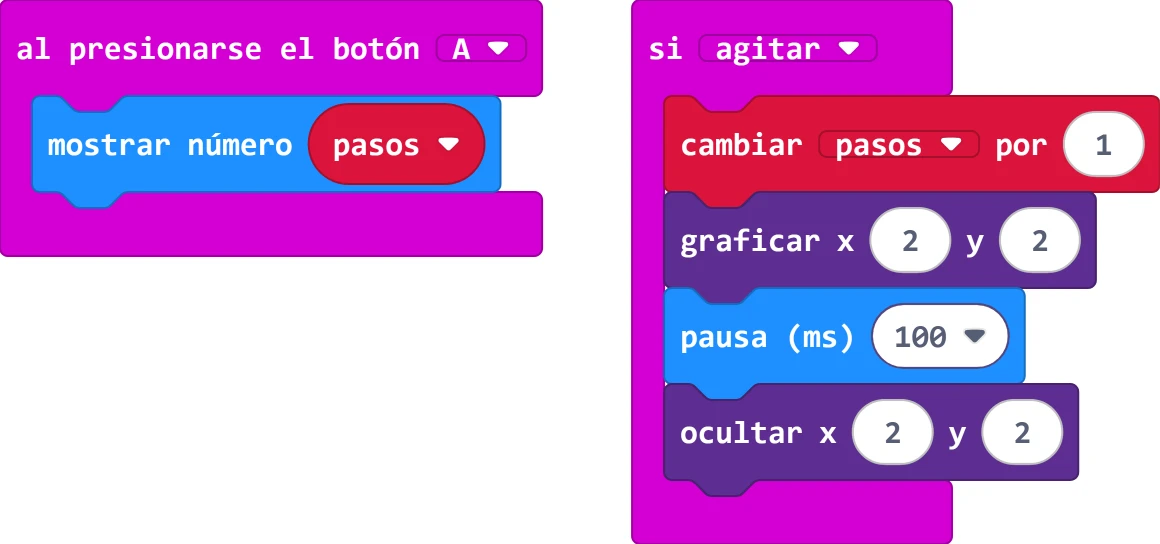 al presionarse el botón A
mostrar número pasos
si agitar
cambiar pasos por 1
graficar x 2 y 2
pausa (ms) 100
ocultar x 2 y 2